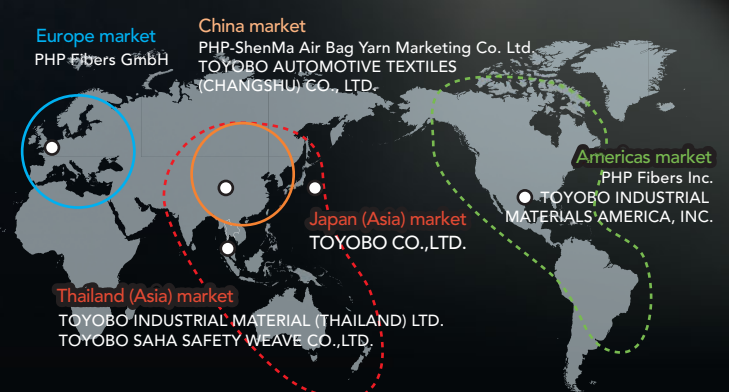 Europe market
PHP Fibers GmbH
China market
PHP-ShenMa Air Bag Yarn Marketing Co. Ltd.
TOYOBO AUTOMOTIVE TEXTILES
(CHANGSHU) CO., LTD.
Americas market
PHP Fibers Inc.
TOYOBO INDUSTRIAL
MATERIALS AMERICA, INC.
Japan (Asia) market
TOYOBO CO.,LTD.
Thailand (Asia) market
TOYOBO INDUSTRIAL MATERIAL (THAILAND) LTD.
TOYOBO SAHA SAFETY WEAVE CO.,LTD.